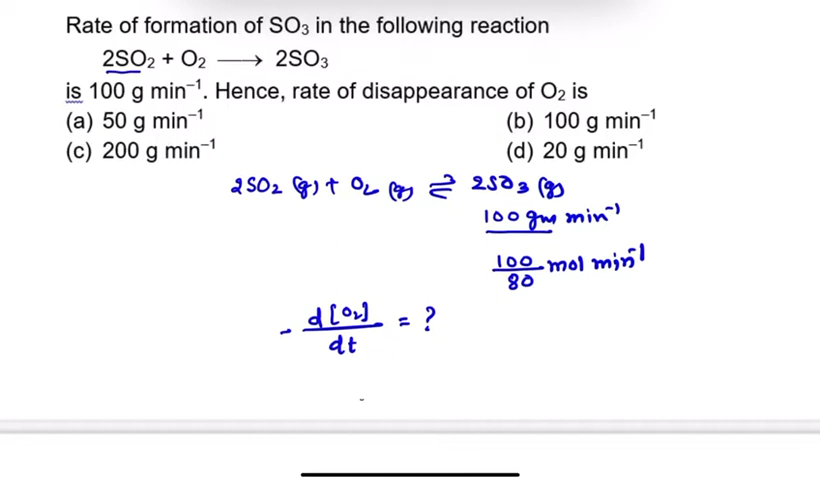 Rate of formation of SO₃ in the following reaction
2SO₂ + O₂ ⟶ 2SO₃
is 100 g min⁻¹. Hence, rate of disappearance of O₂ is
(a) 50 g min⁻¹ (b) 100 g min⁻¹
(c) 200 g min⁻¹ (d) 20 g min⁻¹
2SO₂ (g) + O₂ (g) ⇌ 2SO₃ (g)
100 gm min⁻¹
100/80 mol min⁻¹
- d[O₂]/dt = ?